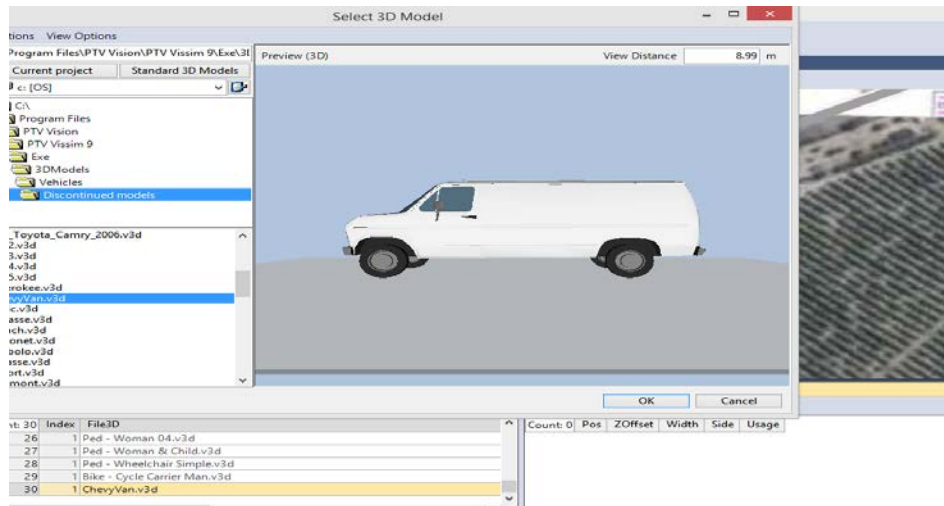 Select 3D Model
tions View Options
Program Files\PTV Vision\PTV Vissim 9\Exe\3D
Preview (3D)
View Distance 8.99 m
Current project Standard 3D Models
c: [OS]
C:\
Program Files
PTV Vision
PTV Vissim 9
Exe
3DModels
Vehicles
Discontinued models
_Toyota_Camry_2006.v3d
2.v3d
3.v3d
4.v3d
5.v3d
erokee.v3d
evyVan.v3d
c.v3d
asse.v3d
ich.v3d
onet.v3d
polo.v3d
asse.v3d
ort.v3d
mont.v3d
OK Cancel
nt: 30 Index File3D
26 1 Ped - Woman 04.v3d
27 1 Ped - Woman & Child.v3d
28 1 Ped - Wheelchair Simple.v3d
29 1 Bike - Cycle Carrier Man.v3d
30 1 ChevyVan.v3d
Count: 0 Pos ZOffset Width Side Usage